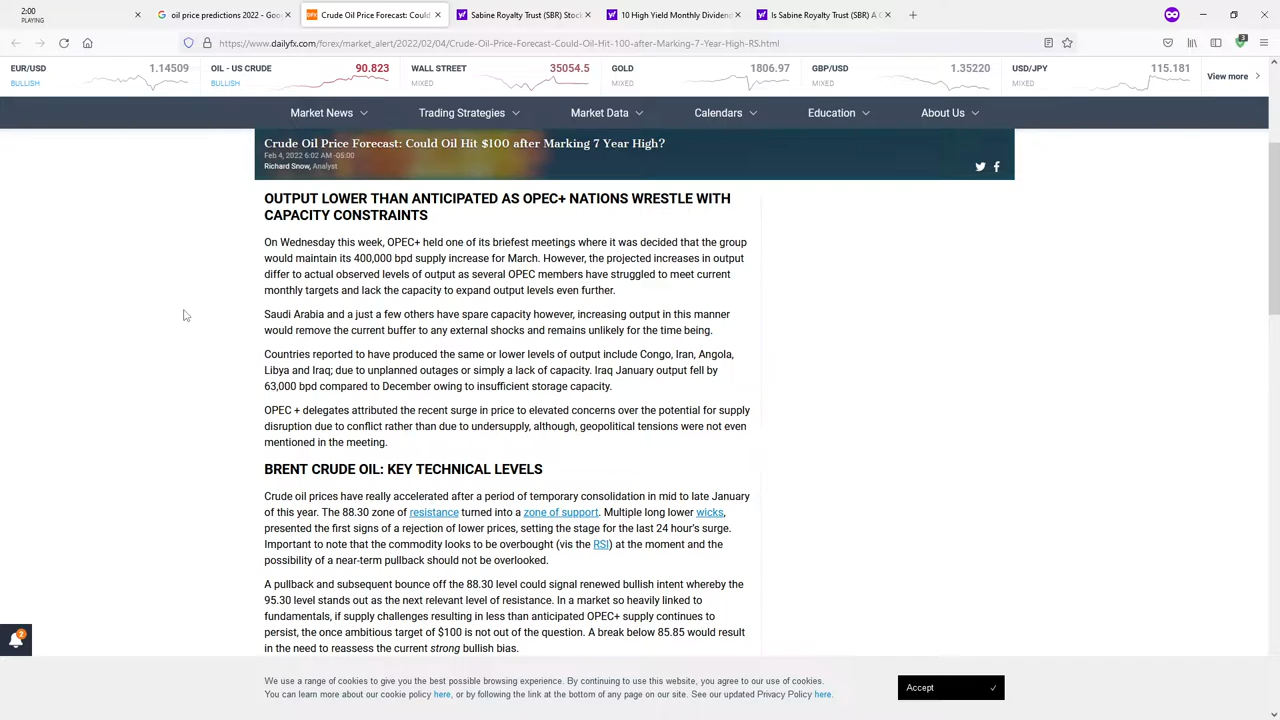 2:00
PLAYING
oil price predictions 2022 - Goo
DFX
Crude Oil Price Forecast: Could O
Sabine Royalty Trust (SBR) Stock
10 High Yield Monthly Dividend
Is Sabine Royalty Trust (SBR) A G
https://www.dailyfx.com/forex/market_alert/2022/02/04/Crude-Oil-Price-Forecast-Could-Oil-Hit-100-after-Marking-7-Year-High-RS.html
3
EUR/USD 1.14509 OIL - US CRUDE 90.823 WALL STREET 35054.5 GOLD 1806.97 GBP/USD 1.35220 USD/JPY 115.181 View more
BULLISH BULLISH MIXED MIXED MIXED MIXED
Market News Trading Strategies Market Data Calendars Education About Us
Crude Oil Price Forecast: Could Oil Hit $100 after Marking 7 Year High?
Feb 4, 2022 6:02 AM -05:00
Richard Snow, Analyst
OUTPUT LOWER THAN ANTICIPATED AS OPEC+ NATIONS WRESTLE WITH
CAPACITY CONSTRAINTS
On Wednesday this week, OPEC+ held one of its briefest meetings where it was decided that the group
would maintain its 400,000 bpd supply increase for March. However, the projected increases in output
differ to actual observed levels of output as several OPEC members have struggled to meet current
monthly targets and lack the capacity to expand output levels even further.
Saudi Arabia and a just a few others have spare capacity however, increasing output in this manner
would remove the current buffer to any external shocks and remains unlikely for the time being.
Countries reported to have produced the same or lower levels of output include Congo, Iran, Angola,
Libya and Iraq; due to unplanned outages or simply a lack of capacity. Iraq January output fell by
63,000 bpd compared to December owing to insufficient storage capacity.
OPEC + delegates attributed the recent surge in price to elevated concerns over the potential for supply
disruption due to conflict rather than due to undersupply, although, geopolitical tensions were not even
mentioned in the meeting.
BRENT CRUDE OIL: KEY TECHNICAL LEVELS
Crude oil prices have really accelerated after a period of temporary consolidation in mid to late January
of this year. The 88.30 zone of resistance turned into a zone of support. Multiple long lower wicks,
presented the first signs of a rejection of lower prices, setting the stage for the last 24 hour's surge.
Important to note that the commodity looks to be overbought (vis the RSI) at the moment and the
possibility of a near-term pullback should not be overlooked.
A pullback and subsequent bounce off the 88.30 level could signal renewed bullish intent whereby the
95.30 level stands out as the next relevant level of resistance. In a market so heavily linked to
fundamentals, if supply challenges resulting in less than anticipated OPEC+ supply continues to
persist, the once ambitious target of $100 is not out of the question. A break below 85.85 would result
in the need to reassess the current strong bullish bias.
2
We use a range of cookies to give you the best possible browsing experience. By continuing to use this website, you agree to our use of cookies.
You can learn more about our cookie policy here, or by following the link at the bottom of any page on our site. See our updated Privacy Policy here.
Accept